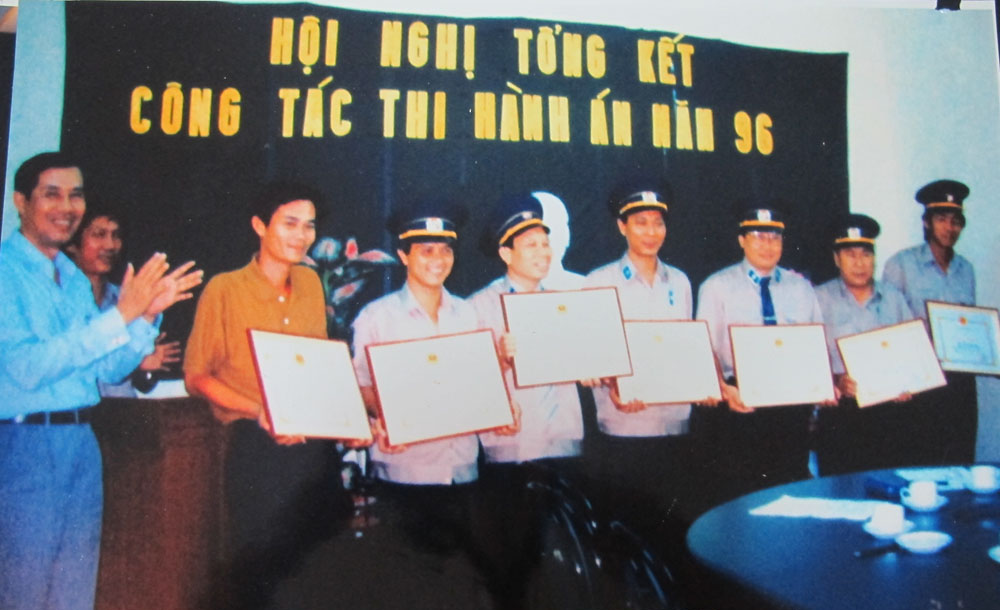 HỘI NGHỊ TỔNG KẾT
CÔNG TÁC THI HÀNH ÁN NĂM 96